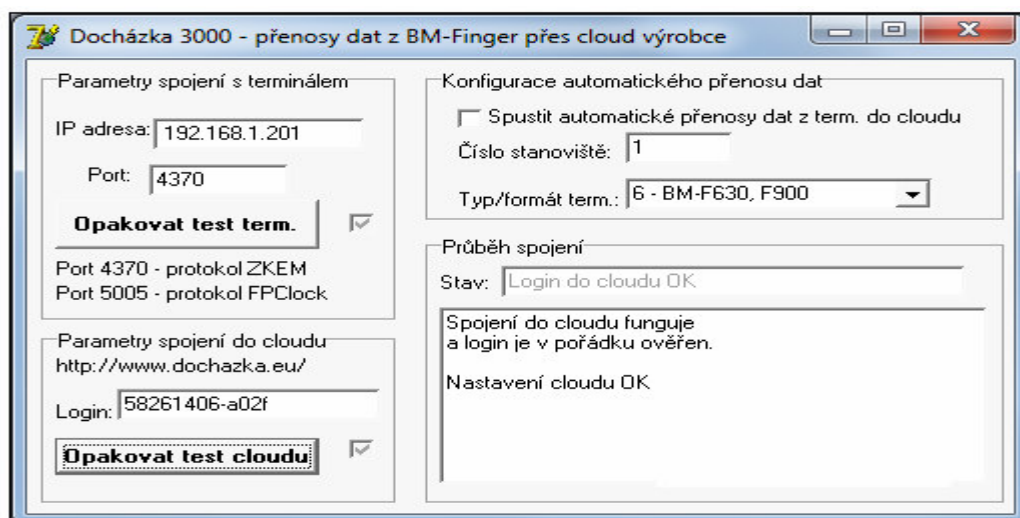 Docházka 3000 - přenosy dat z BM-Finger přes cloud výrobce
Parametry spojení s terminálem
IP adresa: 192.168.1.201
Port: 4370
Opakovat test term.
Port 4370 - protokol ZKEM
Port 5005 - protokol FPClock
Parametry spojení do cloudu
http://www.dochazka.eu/
Login: 58261406-a02f
Opakovat test cloudu
Konfigurace automatického přenosu dat
Spustit automatické přenosy dat z term. do cloudu
Číslo stanoviště: 1
Typ/formát term.: 6 - BM-F630, F900
Průběh spojení
Stav: Login do cloudu OK
Spojení do cloudu funguje
a login je v pořádku ověřen.
Nastavení cloudu OK